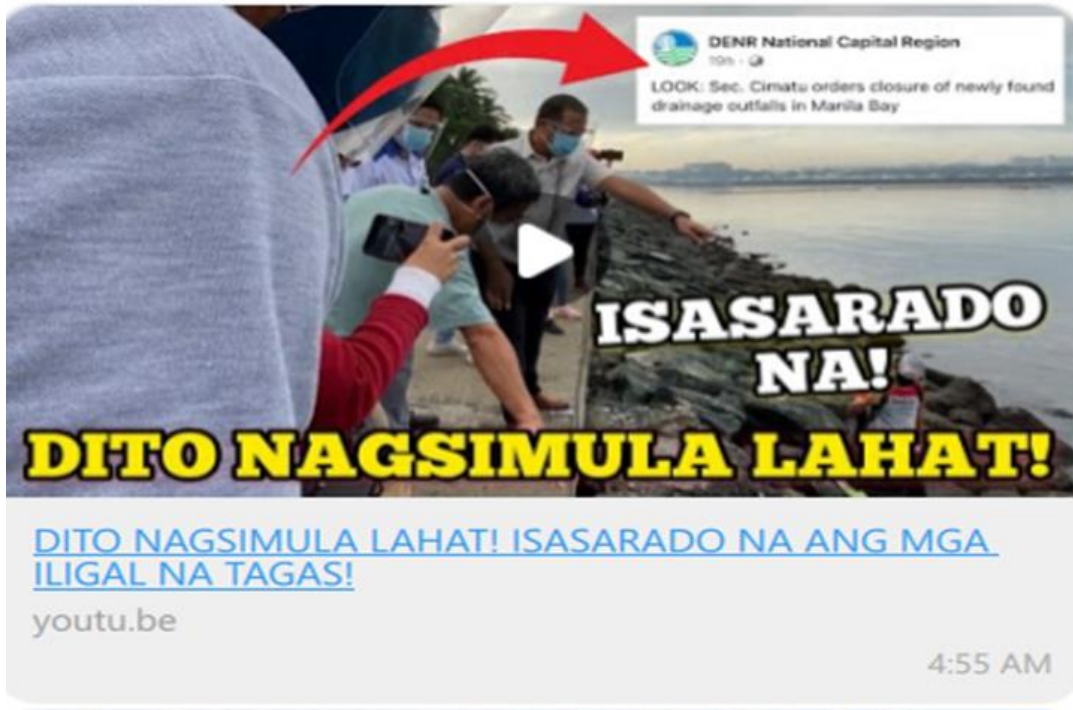 DENR National Capital Region
19h
LOOK: Sec. Cimatu orders closure of newly found
drainage outfalls in Manila Bay
ISASARADO
NA!
DITO NAGSIMULA LAHAT!
DITO NAGSIMULA LAHAT! ISASARADO NA ANG MGA
ILIGAL NA TAGAS!
youtu.be
4:55 AM